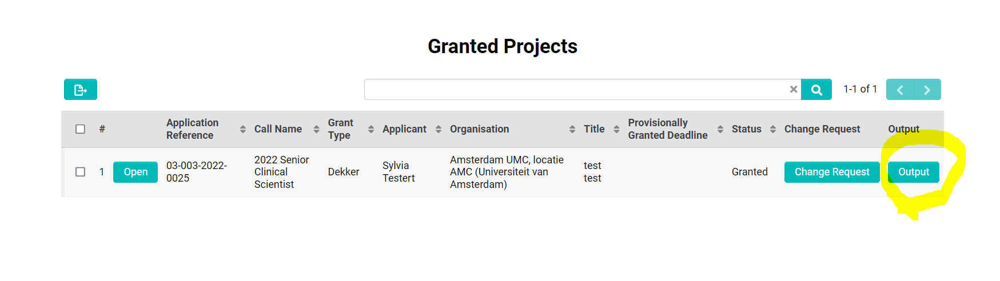 Granted Projects
1-1 of 1
# Application Reference Call Name Grant Type Applicant Organisation Title Provisionally Granted Deadline Status Change Request Output
1 Open 03-003-2022-0025 2022 Senior Clinical Scientist Dekker Sylvia Testert Amsterdam UMC, locatie AMC (Universiteit van Amsterdam) test test Granted Change Request Output